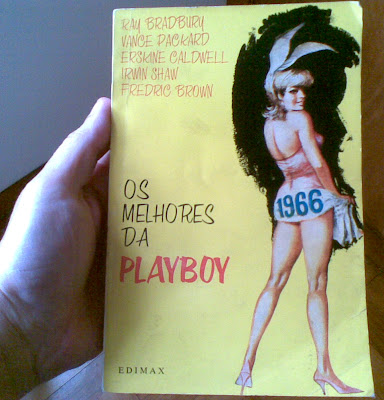 RAY BRADBURY
VANCE PACKARD
ERSKINE CALDWELL
IRWIN SHAW
FREDRIC BROWN
OS
MELHORES
DA
PLAYBOY
1966
EDIMAX